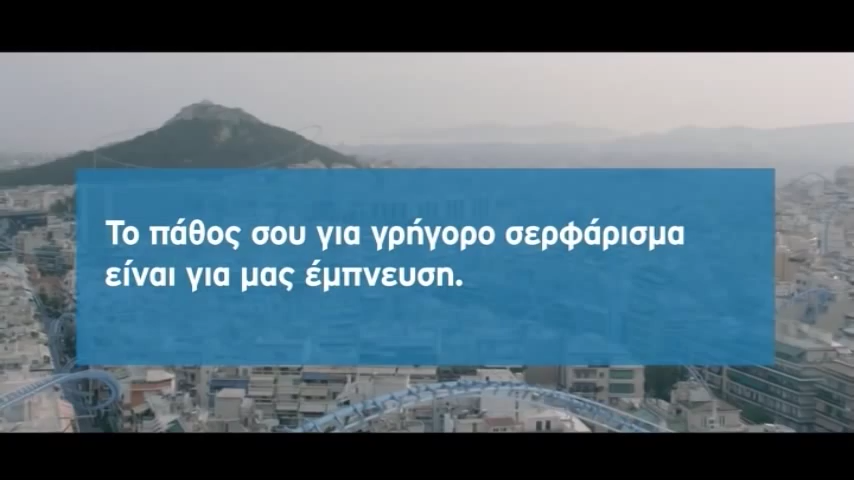 Το πάθος σου για γρήγορο σερφάρισμα
είναι για μας έμπνευση.